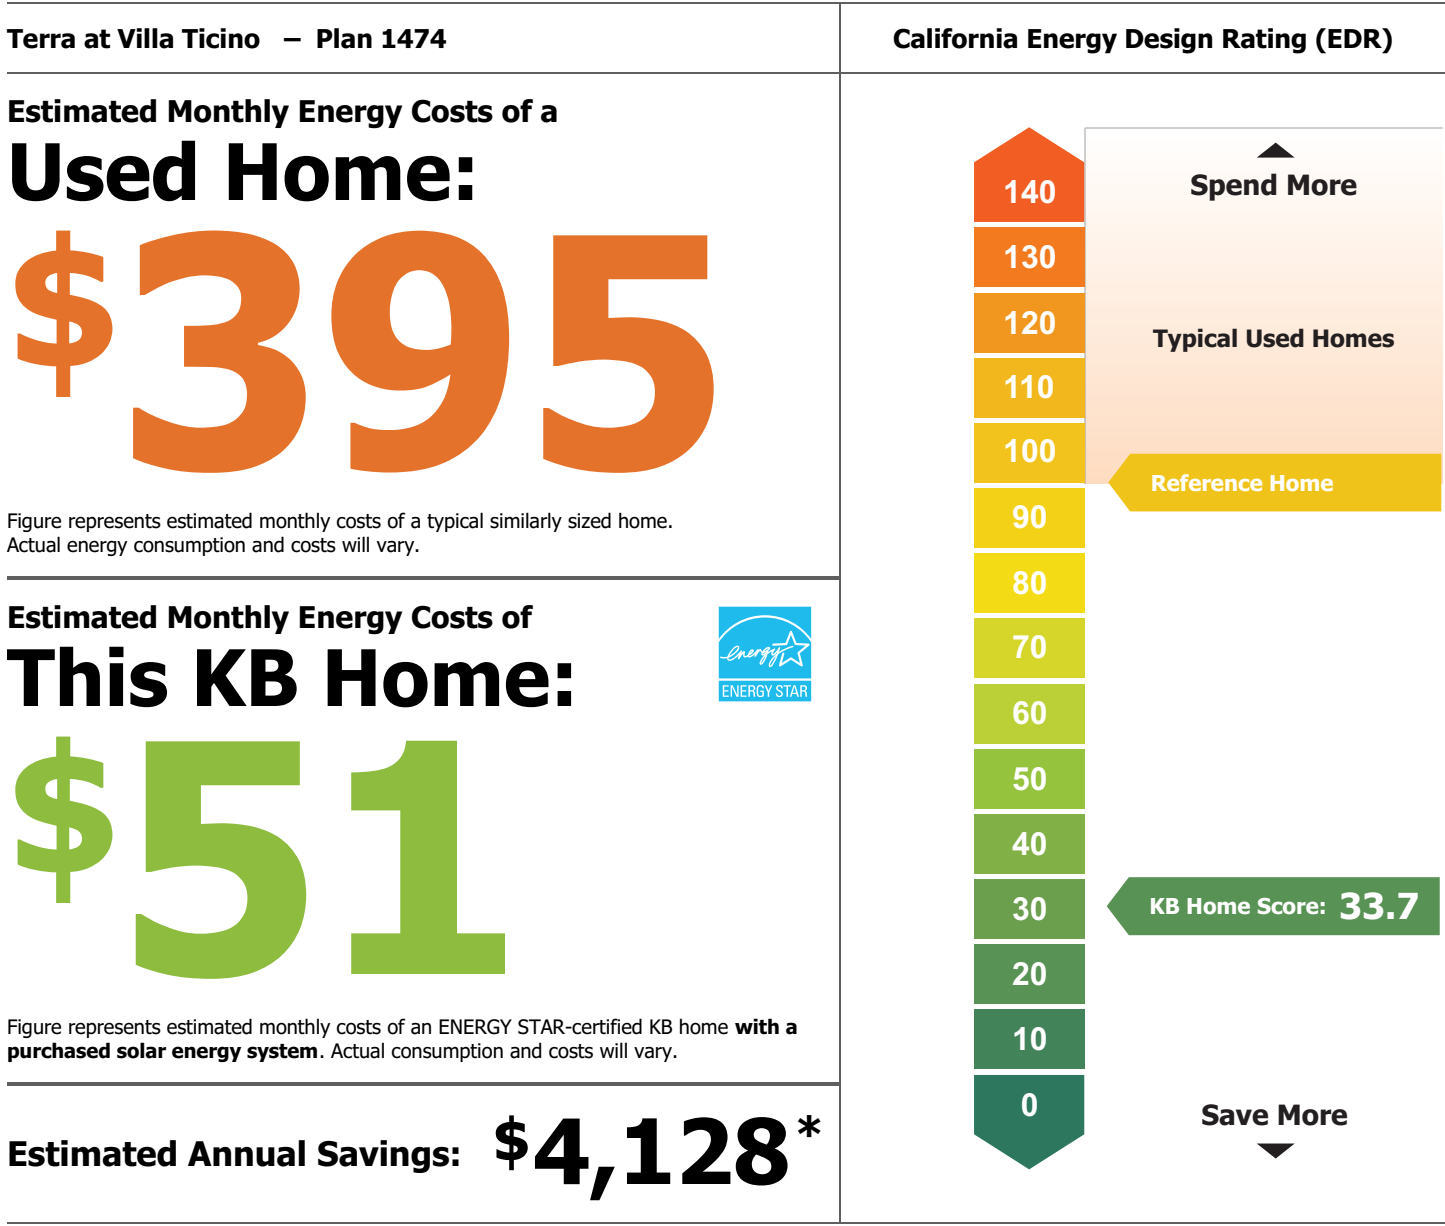 Terra at Villa Ticino – Plan 1474
Estimated Monthly Energy Costs of a
Used Home:
$395
Figure represents estimated monthly costs of a typical similarly sized home.
Actual energy consumption and costs will vary.
Estimated Monthly Energy Costs of
This KB Home:
energy
ENERGY STAR
$51
Figure represents estimated monthly costs of an ENERGY STAR-certified KB home with a
purchased solar energy system. Actual consumption and costs will vary.
Estimated Annual Savings: $4,128*
California Energy Design Rating (EDR)
140
Spend More
130
120
Typical Used Homes
110
100
Reference Home
90
80
70
60
50
40
30
KB Home Score: 33.7
20
10
0
Save More